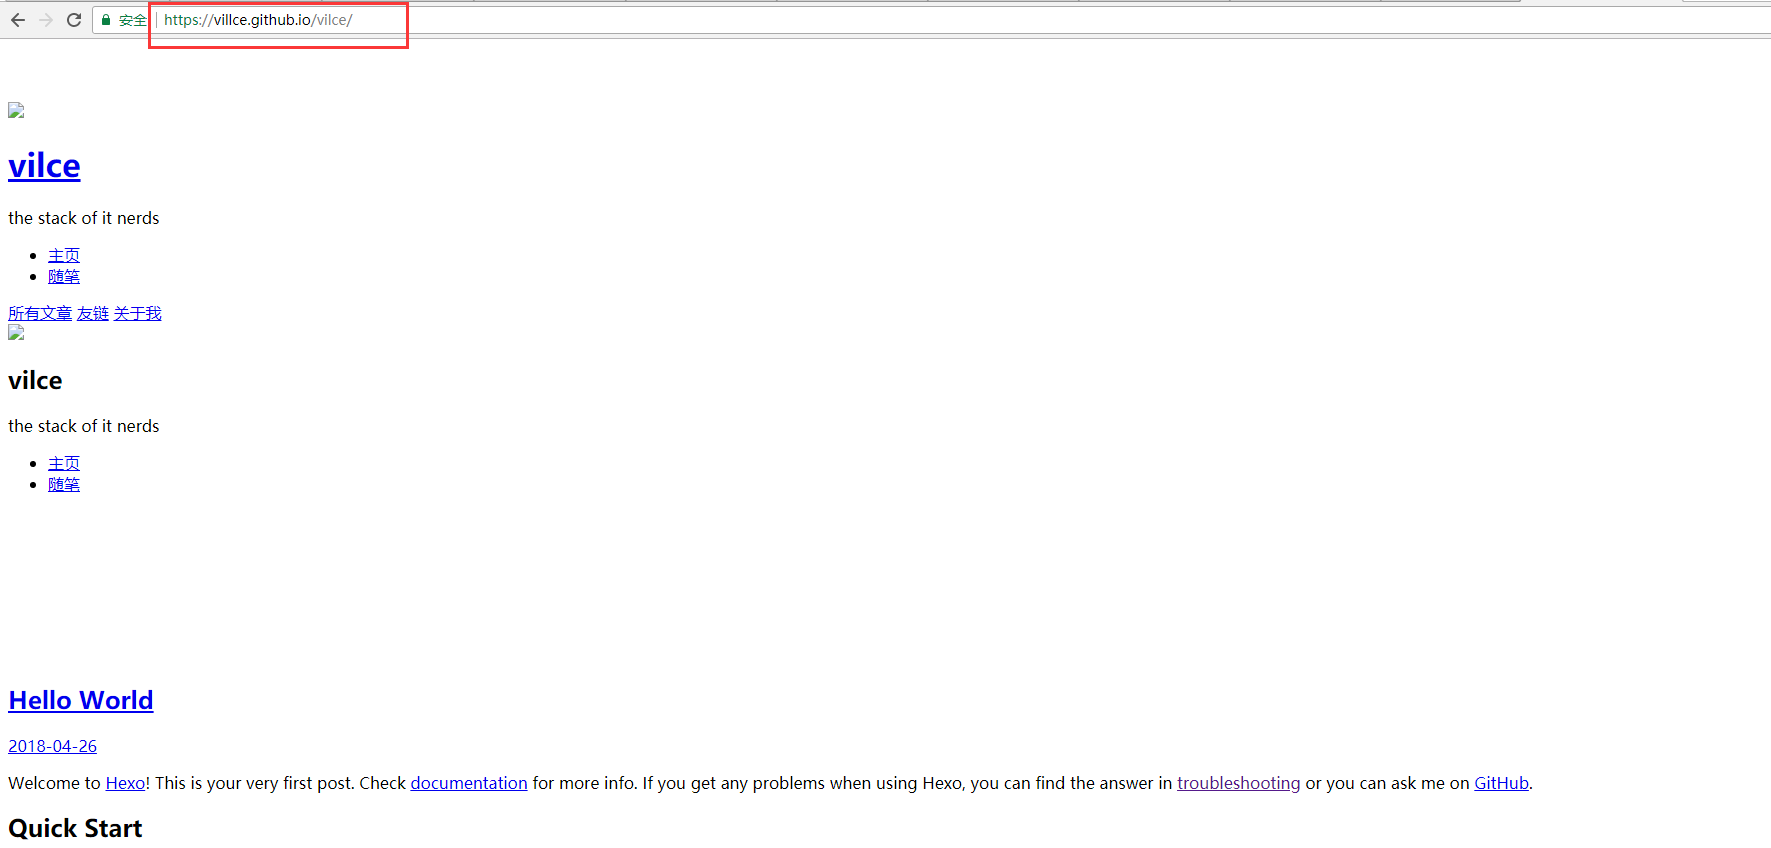 安全 | https://villce.github.io/vilce/
vilce
the stack of it nerds
主页
随笔
所有文章 友链 关于我
vilce
the stack of it nerds
主页
随笔
Hello World
2018-04-26
Welcome to Hexo! This is your very first post. Check documentation for more info. If you get any problems when using Hexo, you can find the answer in troubleshooting or you can ask me on GitHub.
Quick Start